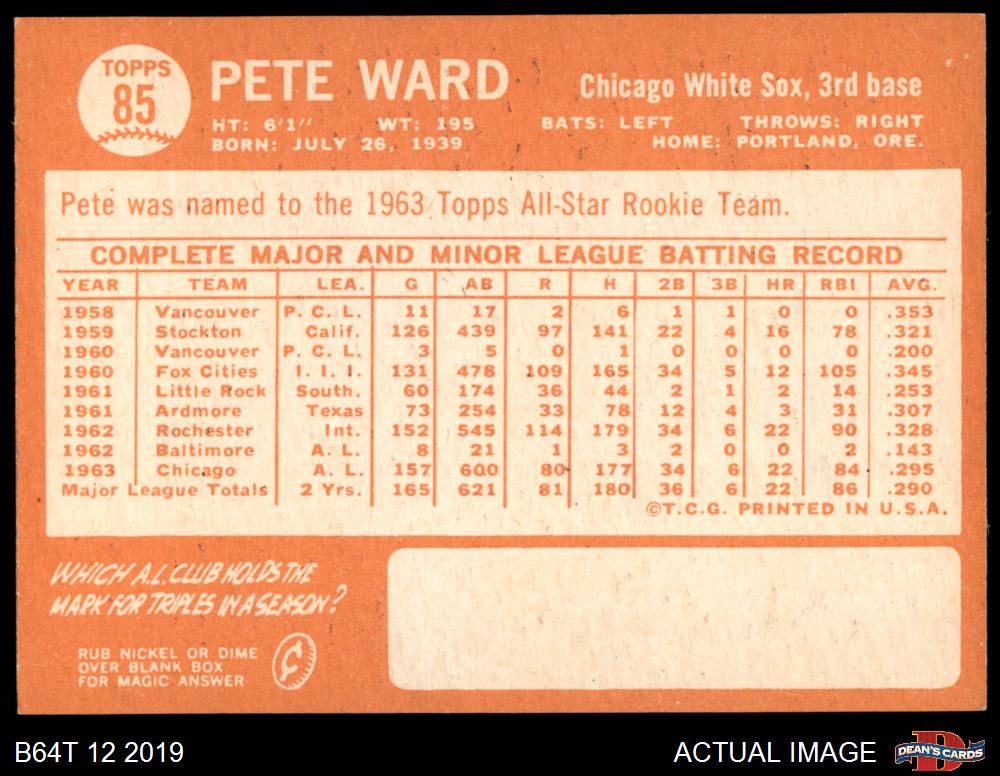 TOPPS
85
PETE WARD
Chicago White Sox, 3rd base
HT: 6'1" WT: 195 BATS: LEFT THROWS: RIGHT
BORN: JULY 26, 1939 HOME: PORTLAND, ORE.
Pete was named to the 1963 Topps All-Star Rookie Team.
COMPLETE MAJOR AND MINOR LEAGUE BATTING RECORD
YEAR TEAM LEA. G AB R H 2B 3B HR RBI AVG.
1958 Vancouver P. C. L. 11 17 2 6 1 1 0 0 .353
1959 Stockton Calif. 126 439 97 141 22 4 16 78 .321
1960 Vancouver P. C. L. 3 5 0 1 0 0 0 0 .200
1960 Fox Cities I. I. I. 131 478 109 165 34 5 12 105 .345
1961 Little Rock South. 60 174 36 44 2 1 2 14 .253
1961 Ardmore Texas 73 254 33 78 12 4 3 31 .307
1962 Rochester Int. 152 545 114 179 34 6 22 90 .328
1962 Baltimore A. L. 8 21 1 3 2 0 0 2 .143
1963 Chicago A. L. 157 600 80 177 34 6 22 84 .295
Major League Totals 2 Yrs. 165 621 81 180 36 6 22 86 .290
©T.C.G. PRINTED IN U.S.A.
WHICH A.L. CLUB HOLDS THE
MARK FOR TRIPLES IN A SEASON?
RUB NICKEL OR DIME
OVER BLANK BOX
FOR MAGIC ANSWER
¢
B64T 12 2019
ACTUAL IMAGE
D
DEAN'S CARDS